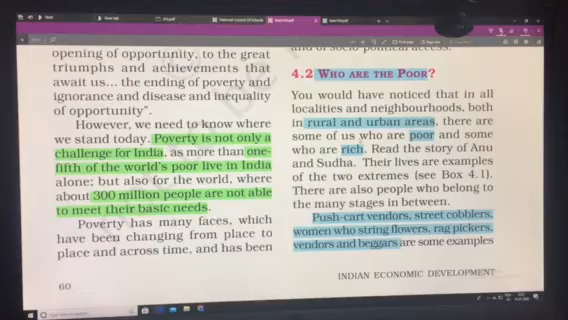 opening of opportunity, to the great
triumphs and achievements that
await us... the ending of poverty and
ignorance and disease and inequality
of opportunity".
However, we need to know where
we stand today. Poverty is not only a
challenge for India, as more than one-
fifth of the world's poor live in India
alone; but also for the world, where
about 300 million people are not able
to meet their basic needs.
Poverty has many faces, which
have been changing from place to
place and across time, and has been
60
and of socio-political access.
4.2 WHO ARE THE POOR?
You would have noticed that in all
localities and neighbourhoods, both
in rural and urban areas, there are
some of us who are poor and some
who are rich. Read the story of Anu
and Sudha. Their lives are examples
of the two extremes (see Box 4.1).
There are also people who belong to
the many stages in between.
Push-cart vendors, street cobblers,
women who string flowers, rag pickers,
vendors and beggars are some examples
INDIAN ECONOMIC DEVELOPMENT